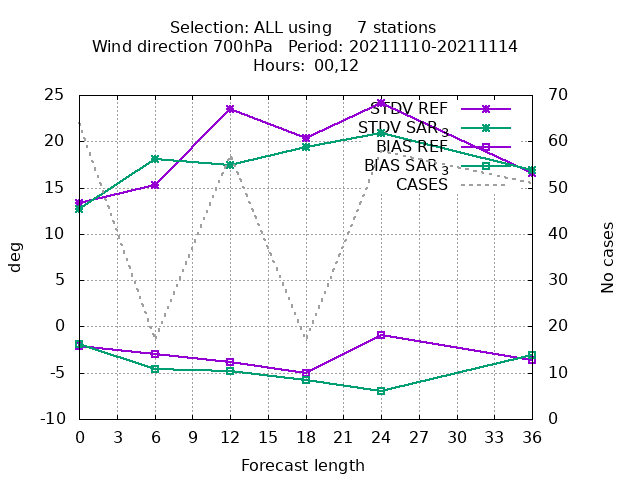 Selection: ALL using     7 stations
Wind direction 700hPa   Period: 20211110-20211114
Hours:  00,12
25
20
15
10
5
0
-5
-10
deg
70
60
50
40
30
20
10
0
No cases
STDV REF
STDV SAR3
BIAS REF
BIAS SAR3
CASES
0 3 6 9 12 15 18 21 24 27 30 33 36
Forecast length